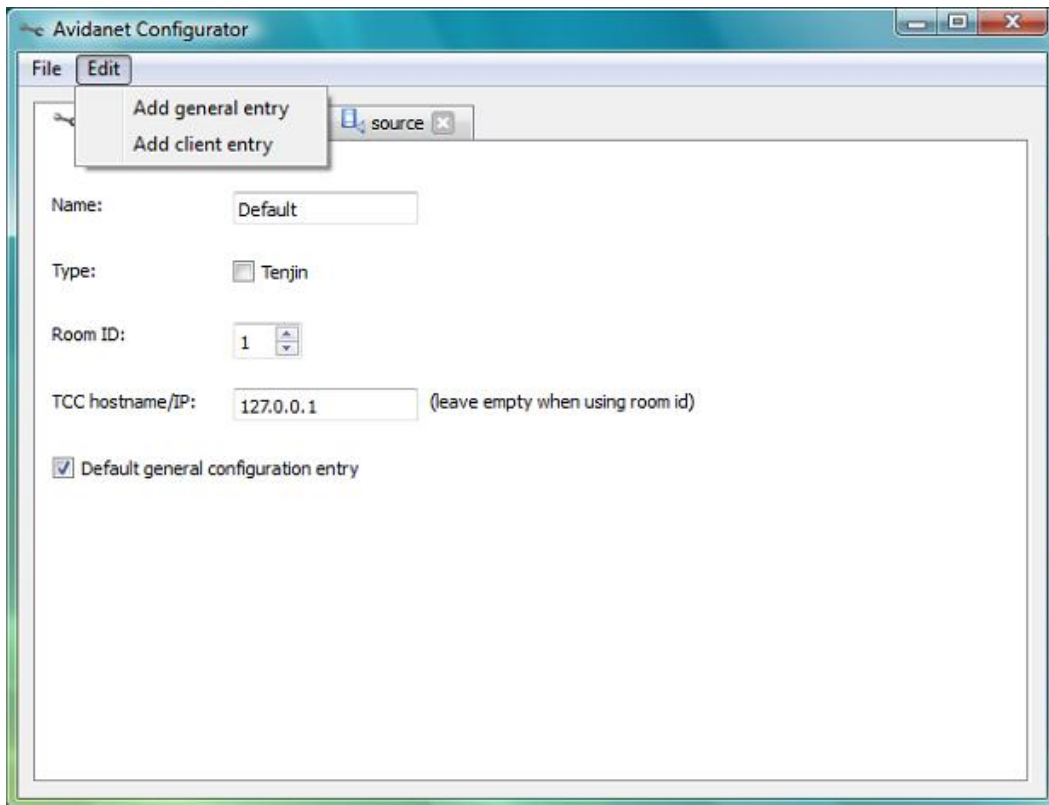 Avidanet Configurator
File Edit
Add general entry
Add client entry
source
Name: Default
Type: Tenjin
Room ID: 1
TCC hostname/IP: 127.0.0.1 (leave empty when using room id)
Default general configuration entry